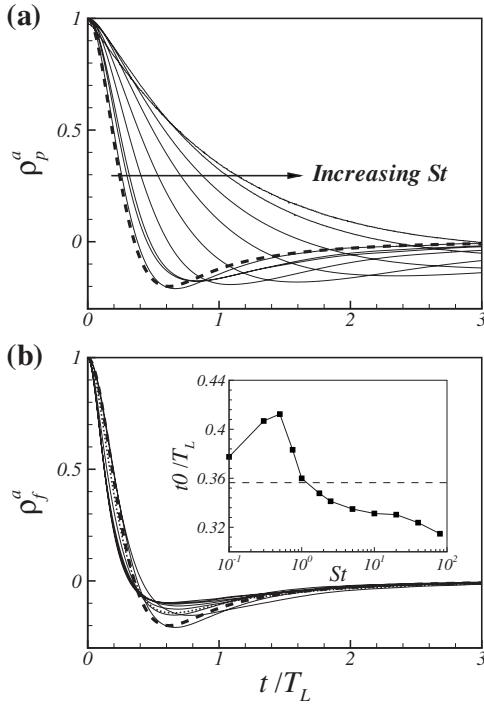 (a)
1
0.5
0
ρ_p^a
Increasing St
0 1 2 3
(b)
1
0.5
0
ρ_f^a
0.44
0.4
0.36
0.32
t0/T_L
10^-1 10^0 10^1 10^2
St
0 1 2 3
t/T_L